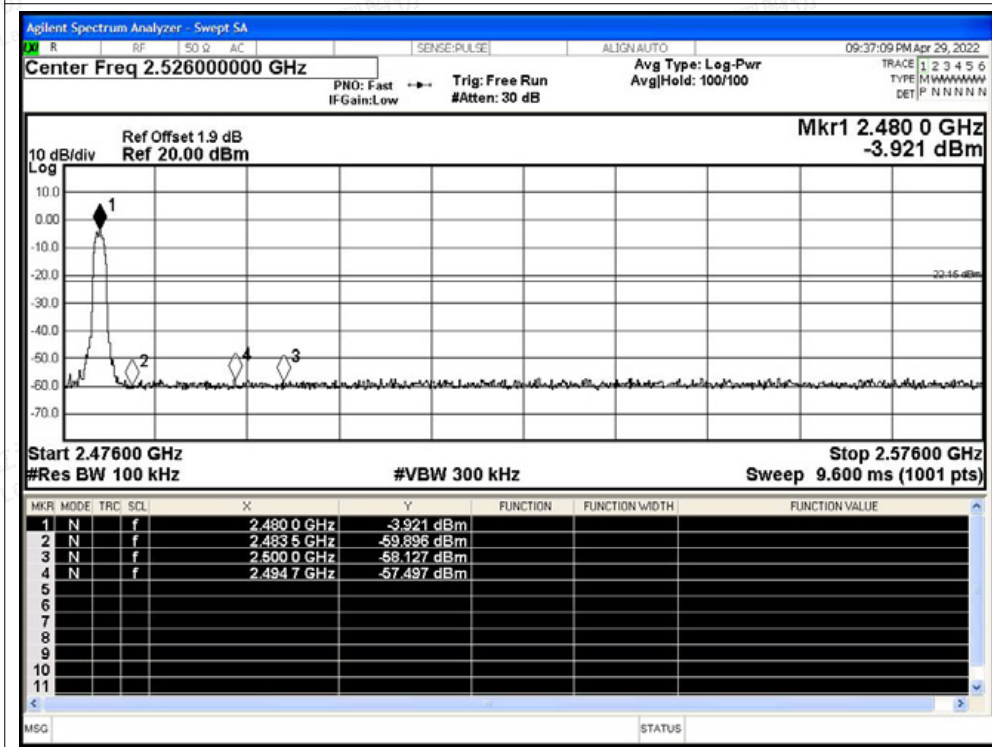 Agilent Spectrum Analyzer - Swept SA
LXI R RF 50 Ω AC SENSE:PULSE ALIGN AUTO 09:37:09 PM Apr 29, 2022
Center Freq 2.526000000 GHz
PNO: Fast
IFGain:Low
Trig: Free Run
#Atten: 30 dB
Avg Type: Log-Pwr
Avg|Hold: 100/100
TRACE 1 2 3 4 5 6
TYPE MWWWWW
DET P N N N N N
Mkr1 2.480 0 GHz
-3.921 dBm
Ref Offset 1.9 dB
10 dB/div Ref 20.00 dBm
Log
10.0
0.00
-10.0
-20.0
-30.0
-40.0
-50.0
-60.0
-70.0
1
2
4
3
22.15 dBm
Start 2.47600 GHz Stop 2.57600 GHz
#Res BW 100 kHz #VBW 300 kHz Sweep 9.600 ms (1001 pts)
MKR MODE TRC SCL X Y FUNCTION FUNCTION WIDTH FUNCTION VALUE
1 N f 2.480 0 GHz -3.921 dBm
2 N f 2.483 5 GHz -59.896 dBm
3 N f 2.500 0 GHz -58.127 dBm
4 N f 2.494 7 GHz -57.497 dBm
5
6
7
8
9
10
11
MSG STATUS